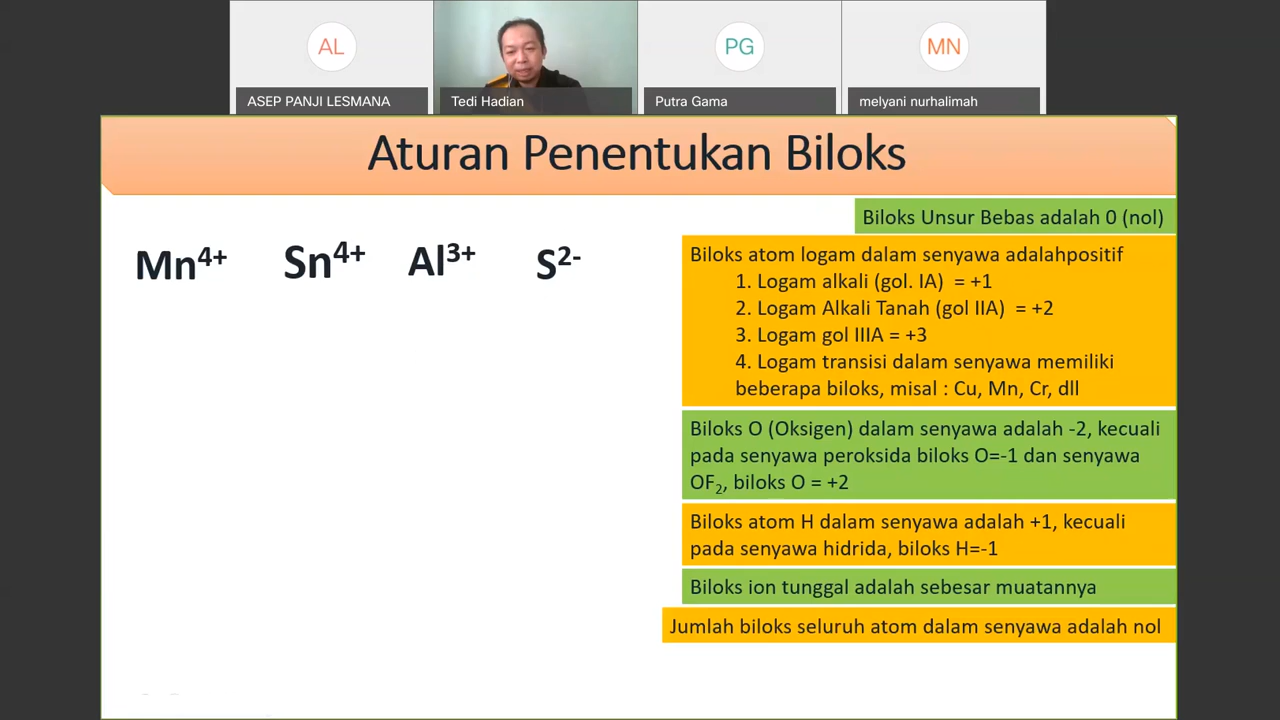 AL
PG
MN
ASEP PANJI LESMANA
Tedi Hadian
Putra Gama
melyani nurhalimah
Aturan Penentukan Biloks
Mn⁴⁺ Sn⁴⁺ Al³⁺ S²⁻
Biloks Unsur Bebas adalah 0 (nol)
Biloks atom logam dalam senyawa adalahpositif
1. Logam alkali (gol. IA) = +1
2. Logam Alkali Tanah (gol IIA) = +2
3. Logam gol IIIA = +3
4. Logam transisi dalam senyawa memiliki
beberapa biloks, misal : Cu, Mn, Cr, dll
Biloks O (Oksigen) dalam senyawa adalah -2, kecuali
pada senyawa peroksida biloks O=-1 dan senyawa
OF₂, biloks O = +2
Biloks atom H dalam senyawa adalah +1, kecuali
pada senyawa hidrida, biloks H=-1
Biloks ion tunggal adalah sebesar muatannya
Jumlah biloks seluruh atom dalam senyawa adalah nol